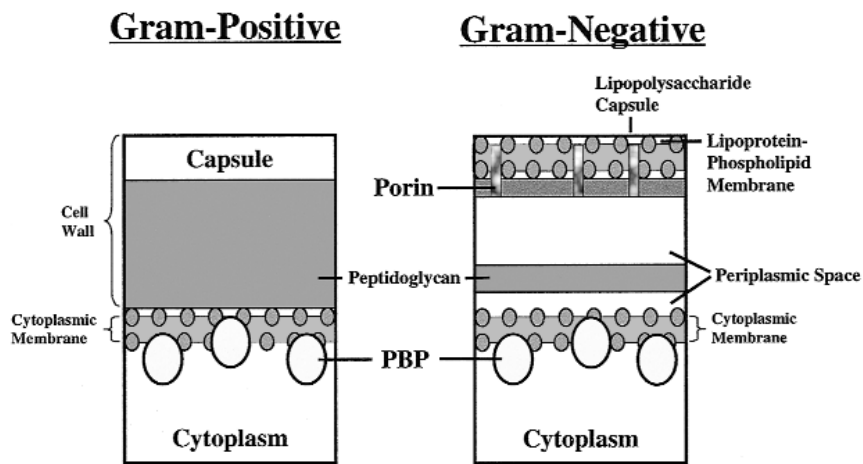 Gram-Positive
Gram-Negative
Lipopolysaccharide
Capsule
Lipoprotein-
Phospholipid
Membrane
Capsule
Porin
Cell
Wall
Peptidoglycan
Periplasmic Space
Cytoplasmic
Membrane
Cytoplasmic
Membrane
PBP
Cytoplasm
Cytoplasm